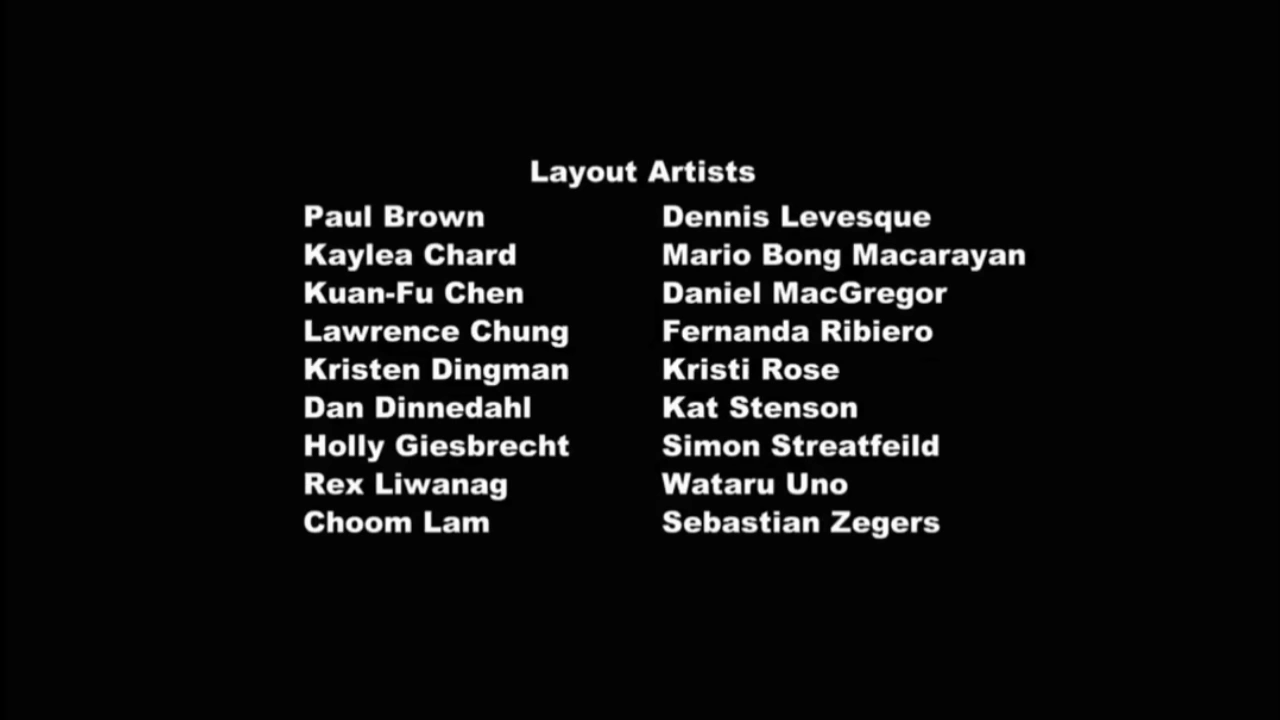 Layout Artists
Paul Brown
Kaylea Chard
Kuan-Fu Chen
Lawrence Chung
Kristen Dingman
Dan Dinnedahl
Holly Giesbrecht
Rex Liwanag
Choom Lam
Dennis Levesque
Mario Bong Macarayan
Daniel MacGregor
Fernanda Ribiero
Kristi Rose
Kat Stenson
Simon Streatfeild
Wataru Uno
Sebastian Zegers